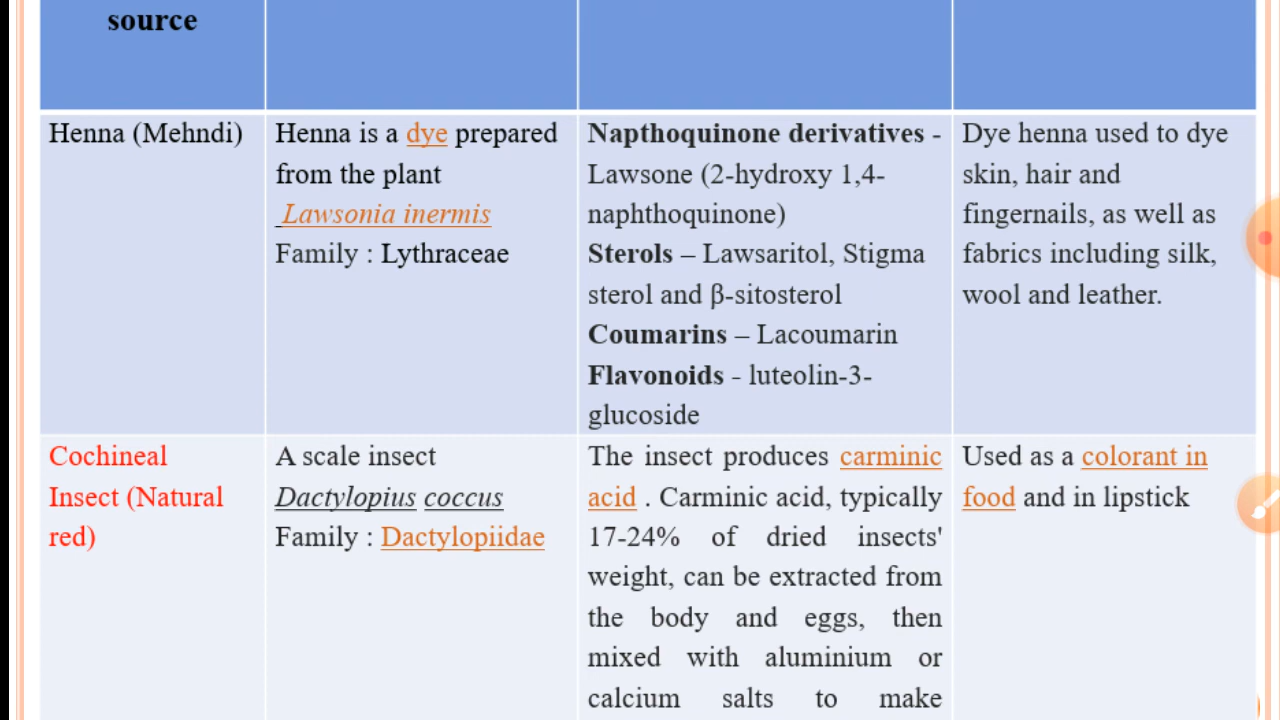 source
Henna (Mehndi)
Henna is a dye prepared
from the plant
Lawsonia inermis
Family : Lythraceae
Napthoquinone derivatives -
Lawsone (2-hydroxy 1,4-
naphthoquinone)
Sterols – Lawsaritol, Stigma
sterol and β-sitosterol
Coumarins – Lacoumarin
Flavonoids - luteolin-3-
glucoside
Dye henna used to dye
skin, hair and
fingernails, as well as
fabrics including silk,
wool and leather.
Cochineal
Insect (Natural
red)
A scale insect
Dactylopius coccus
Family : Dactylopiidae
The insect produces carminic
acid . Carminic acid, typically
17-24% of dried insects'
weight, can be extracted from
the body and eggs, then
mixed with aluminium or
calcium salts to make
Used as a colorant in
food and in lipstick